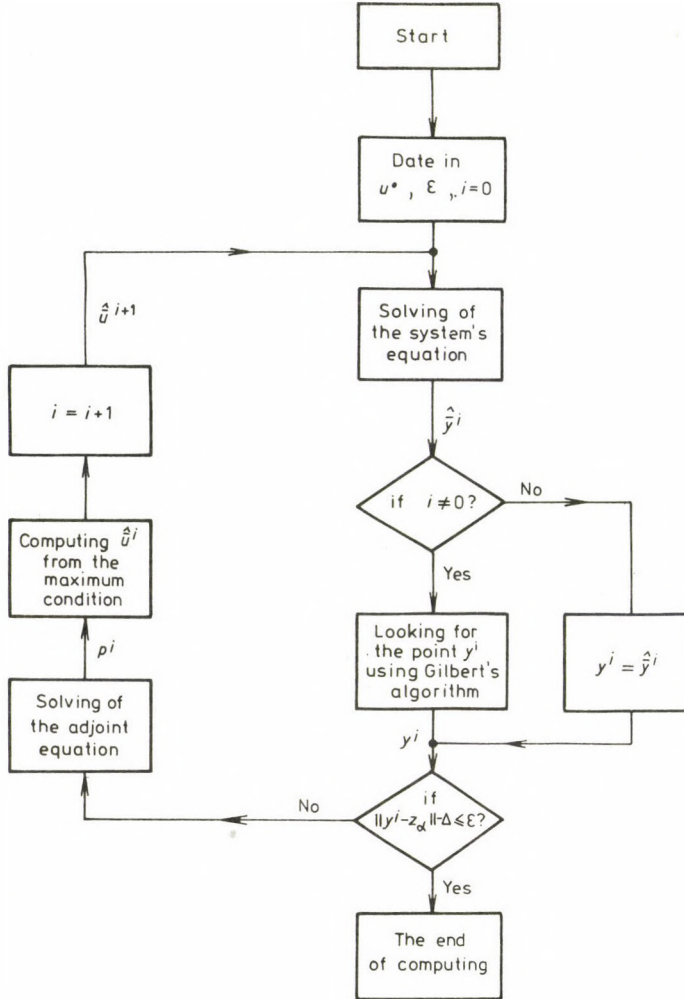 Start
Date in
u° , ε , i=0
û̄ i+1
Solving of
the system's
equation
i = i+1
ŷ̄ i
if i ≠ 0?
No
Yes
Computing û̄ i
from the
maximum
condition
Looking for
the point y i
using Gilbert's
algorithm
y i = ŷ̄ i
p i
Solving of
the adjoint
equation
y i
No
if
||y i − z α || − Δ ⩽ ε?
Yes
The end
of computing